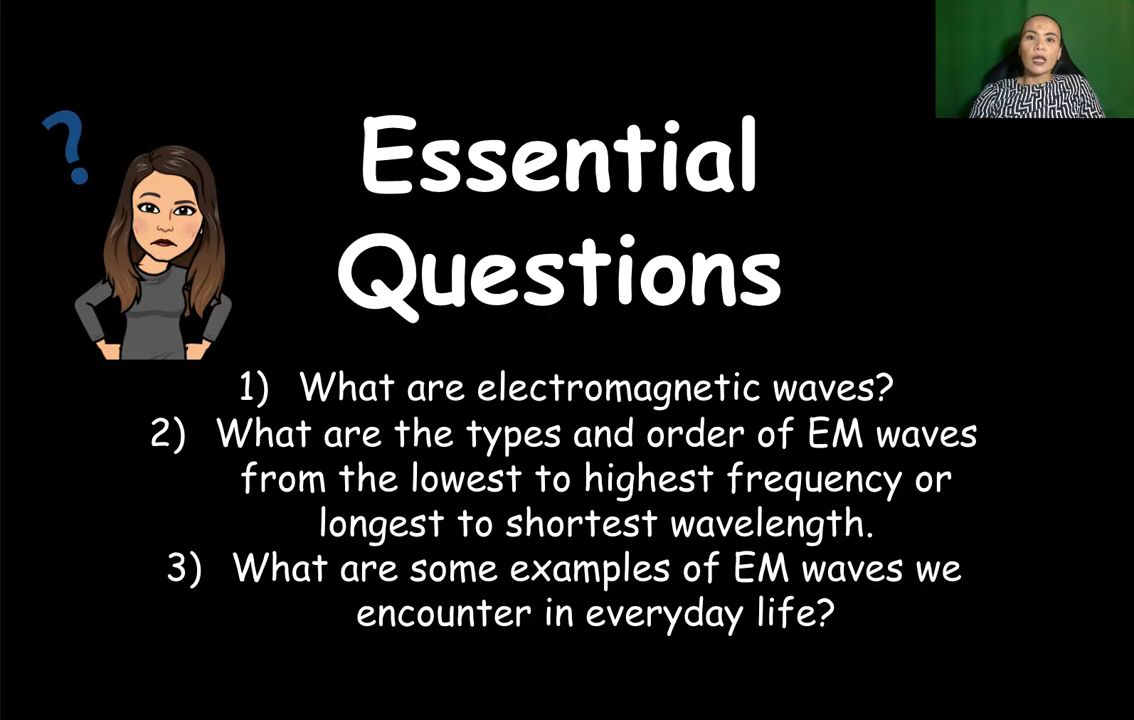 ?
Essential
Questions
1) What are electromagnetic waves?
2) What are the types and order of EM waves
from the lowest to highest frequency or
longest to shortest wavelength.
3) What are some examples of EM waves we
encounter in everyday life?